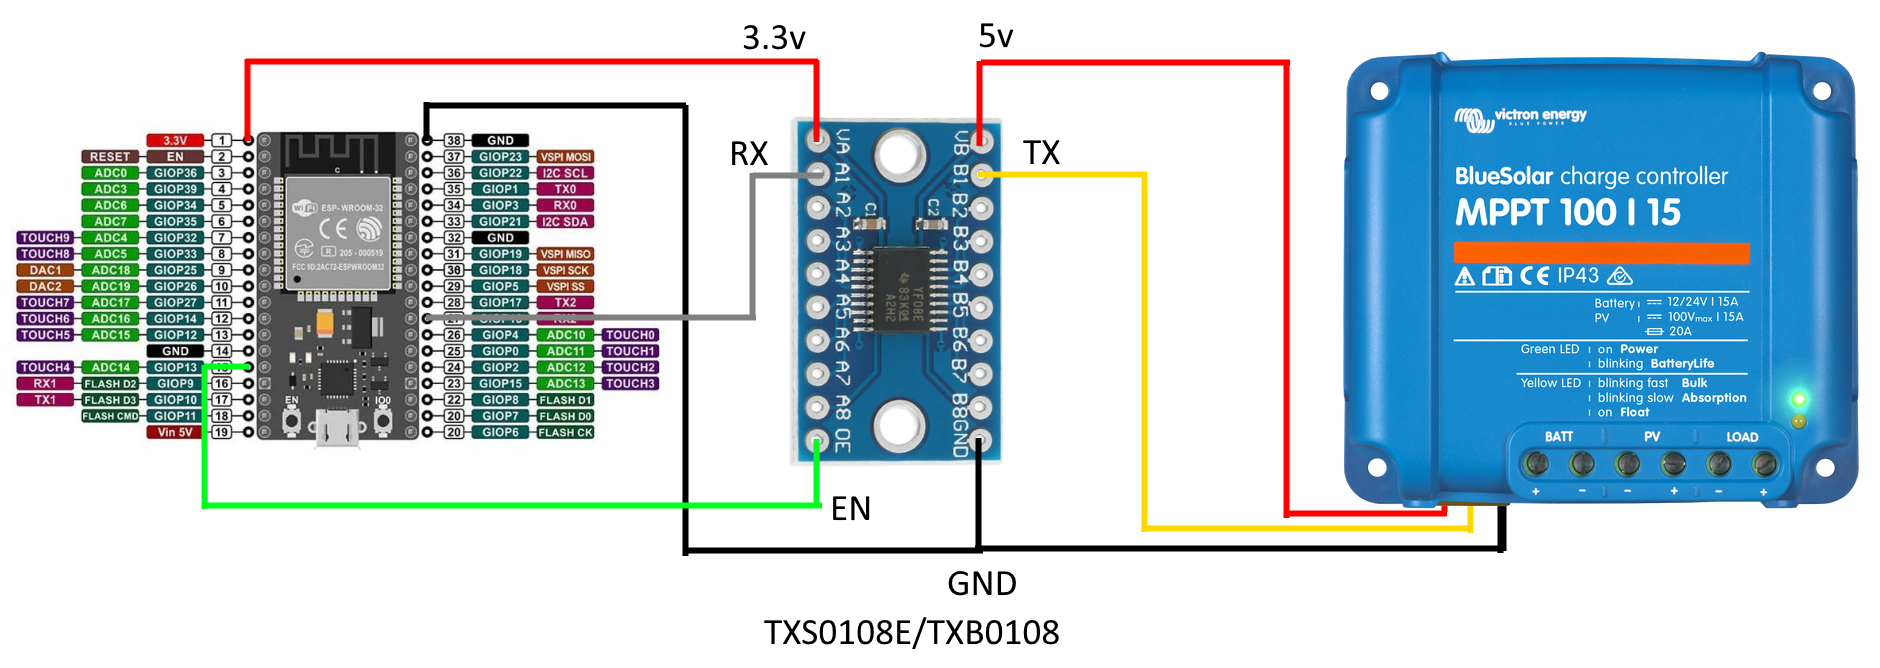 3.3v
5v
RX
TX
EN
GND
TXS0108E/TXB0108
3.3V 1
RESET EN 2
ADC0 GIOP36 3
ADC3 GIOP39 4
ADC6 GIOP34 5
ADC7 GIOP35 6
TOUCH9 ADC4 GIOP32 7
TOUCH8 ADC5 GIOP33 8
DAC1 ADC18 GIOP25 9
DAC2 ADC19 GIOP26 10
TOUCH7 ADC17 GIOP27 11
TOUCH6 ADC16 GIOP14 12
TOUCH5 ADC15 GIOP12 13
GND 14
TOUCH4 ADC14 GIOP13
RX1 FLASH D2 GIOP9 16
TX1 FLASH D3 GIOP10 17
FLASH CMD GIOP11 18
Vin 5V 19
C
WiFi
ESP-WROOM-32
CE
R 205-000519
FCC ID:2AC72-ESPWROOM32
EN
IO0
38 GND
37 GIOP23 VSPI MOSI
36 GIOP22 I2C SCL
35 GIOP1 TX0
34 GIOP3 RX0
33 GIOP21 I2C SDA
32 GND
31 GIOP19 VSPI MISO
30 GIOP18 VSPI SCK
29 GIOP5 VSPI SS
28 GIOP17 TX2
RX2
26 GIOP4 ADC10 TOUCH0
25 GIOP0 ADC11 TOUCH1
24 GIOP2 ADC12 TOUCH2
23 GIOP15 ADC13 TOUCH3
22 GIOP8 FLASH D1
20 GIOP7 FLASH D0
20 GIOP6 FLASH CK
VA A1 A2 A3 A4 A5 A6 A7 A8 OE
C1
C2
YF08E
83K94
A2H2
VB B1 B2 B3 B4 B5 B6 B7 B8 GND
victron energy
BLUE POWER
BlueSolar charge controller
MPPT 100 | 15
CE IP43
Battery 12/24V | 15A
PV 100Vmax | 15A
20A
Green LED on Power
blinking BatteryLife
Yellow LED blinking fast Bulk
blinking slow Absorption
on Float
BATT PV LOAD
+ - - + - +